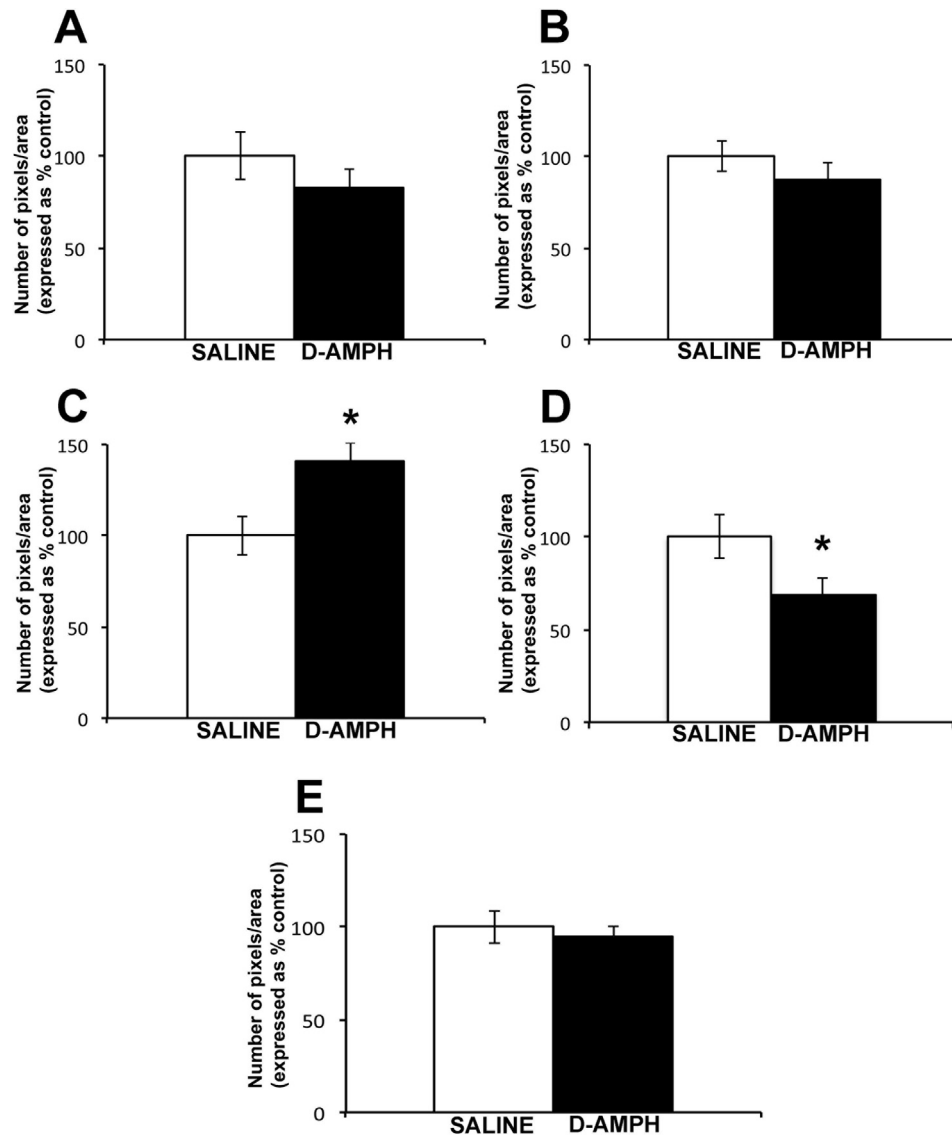 A
Number of pixels/area
(expressed as % control)
150
100
50
0
SALINE D-AMPH
B
Number of pixels/area
(expressed as % control)
150
100
50
0
SALINE D-AMPH
C
Number of pixels/area
(expressed as % control)
150
100
50
0
*
SALINE D-AMPH
D
Number of pixels/area
(expressed as % control)
150
100
50
0
*
SALINE D-AMPH
E
Number of pixels/area
(expressed as % control)
150
100
50
0
SALINE D-AMPH